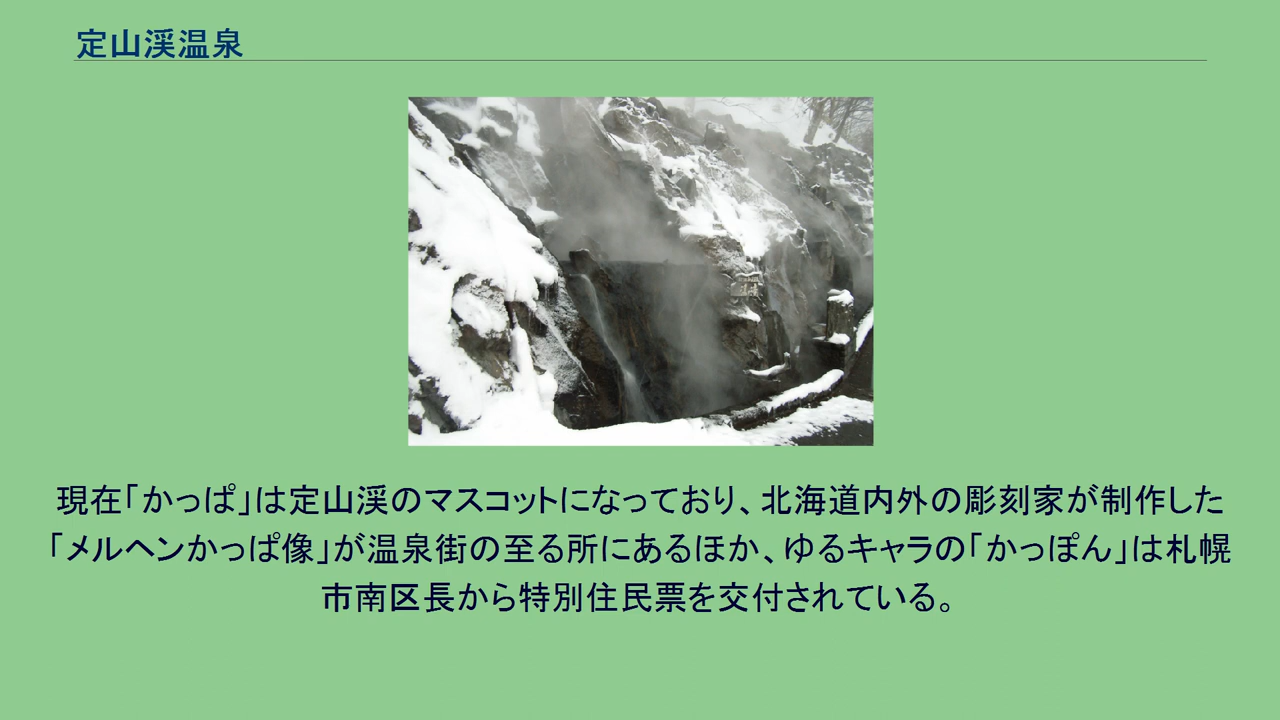 定山渓温泉
現在「かっぱ」は定山渓のマスコットになっており、北海道内外の彫刻家が制作した
「メルヘンかっぱ像」が温泉街の至る所にあるほか、ゆるキャラの「かっぽん」は札幌
市南区長から特別住民票を交付されている。